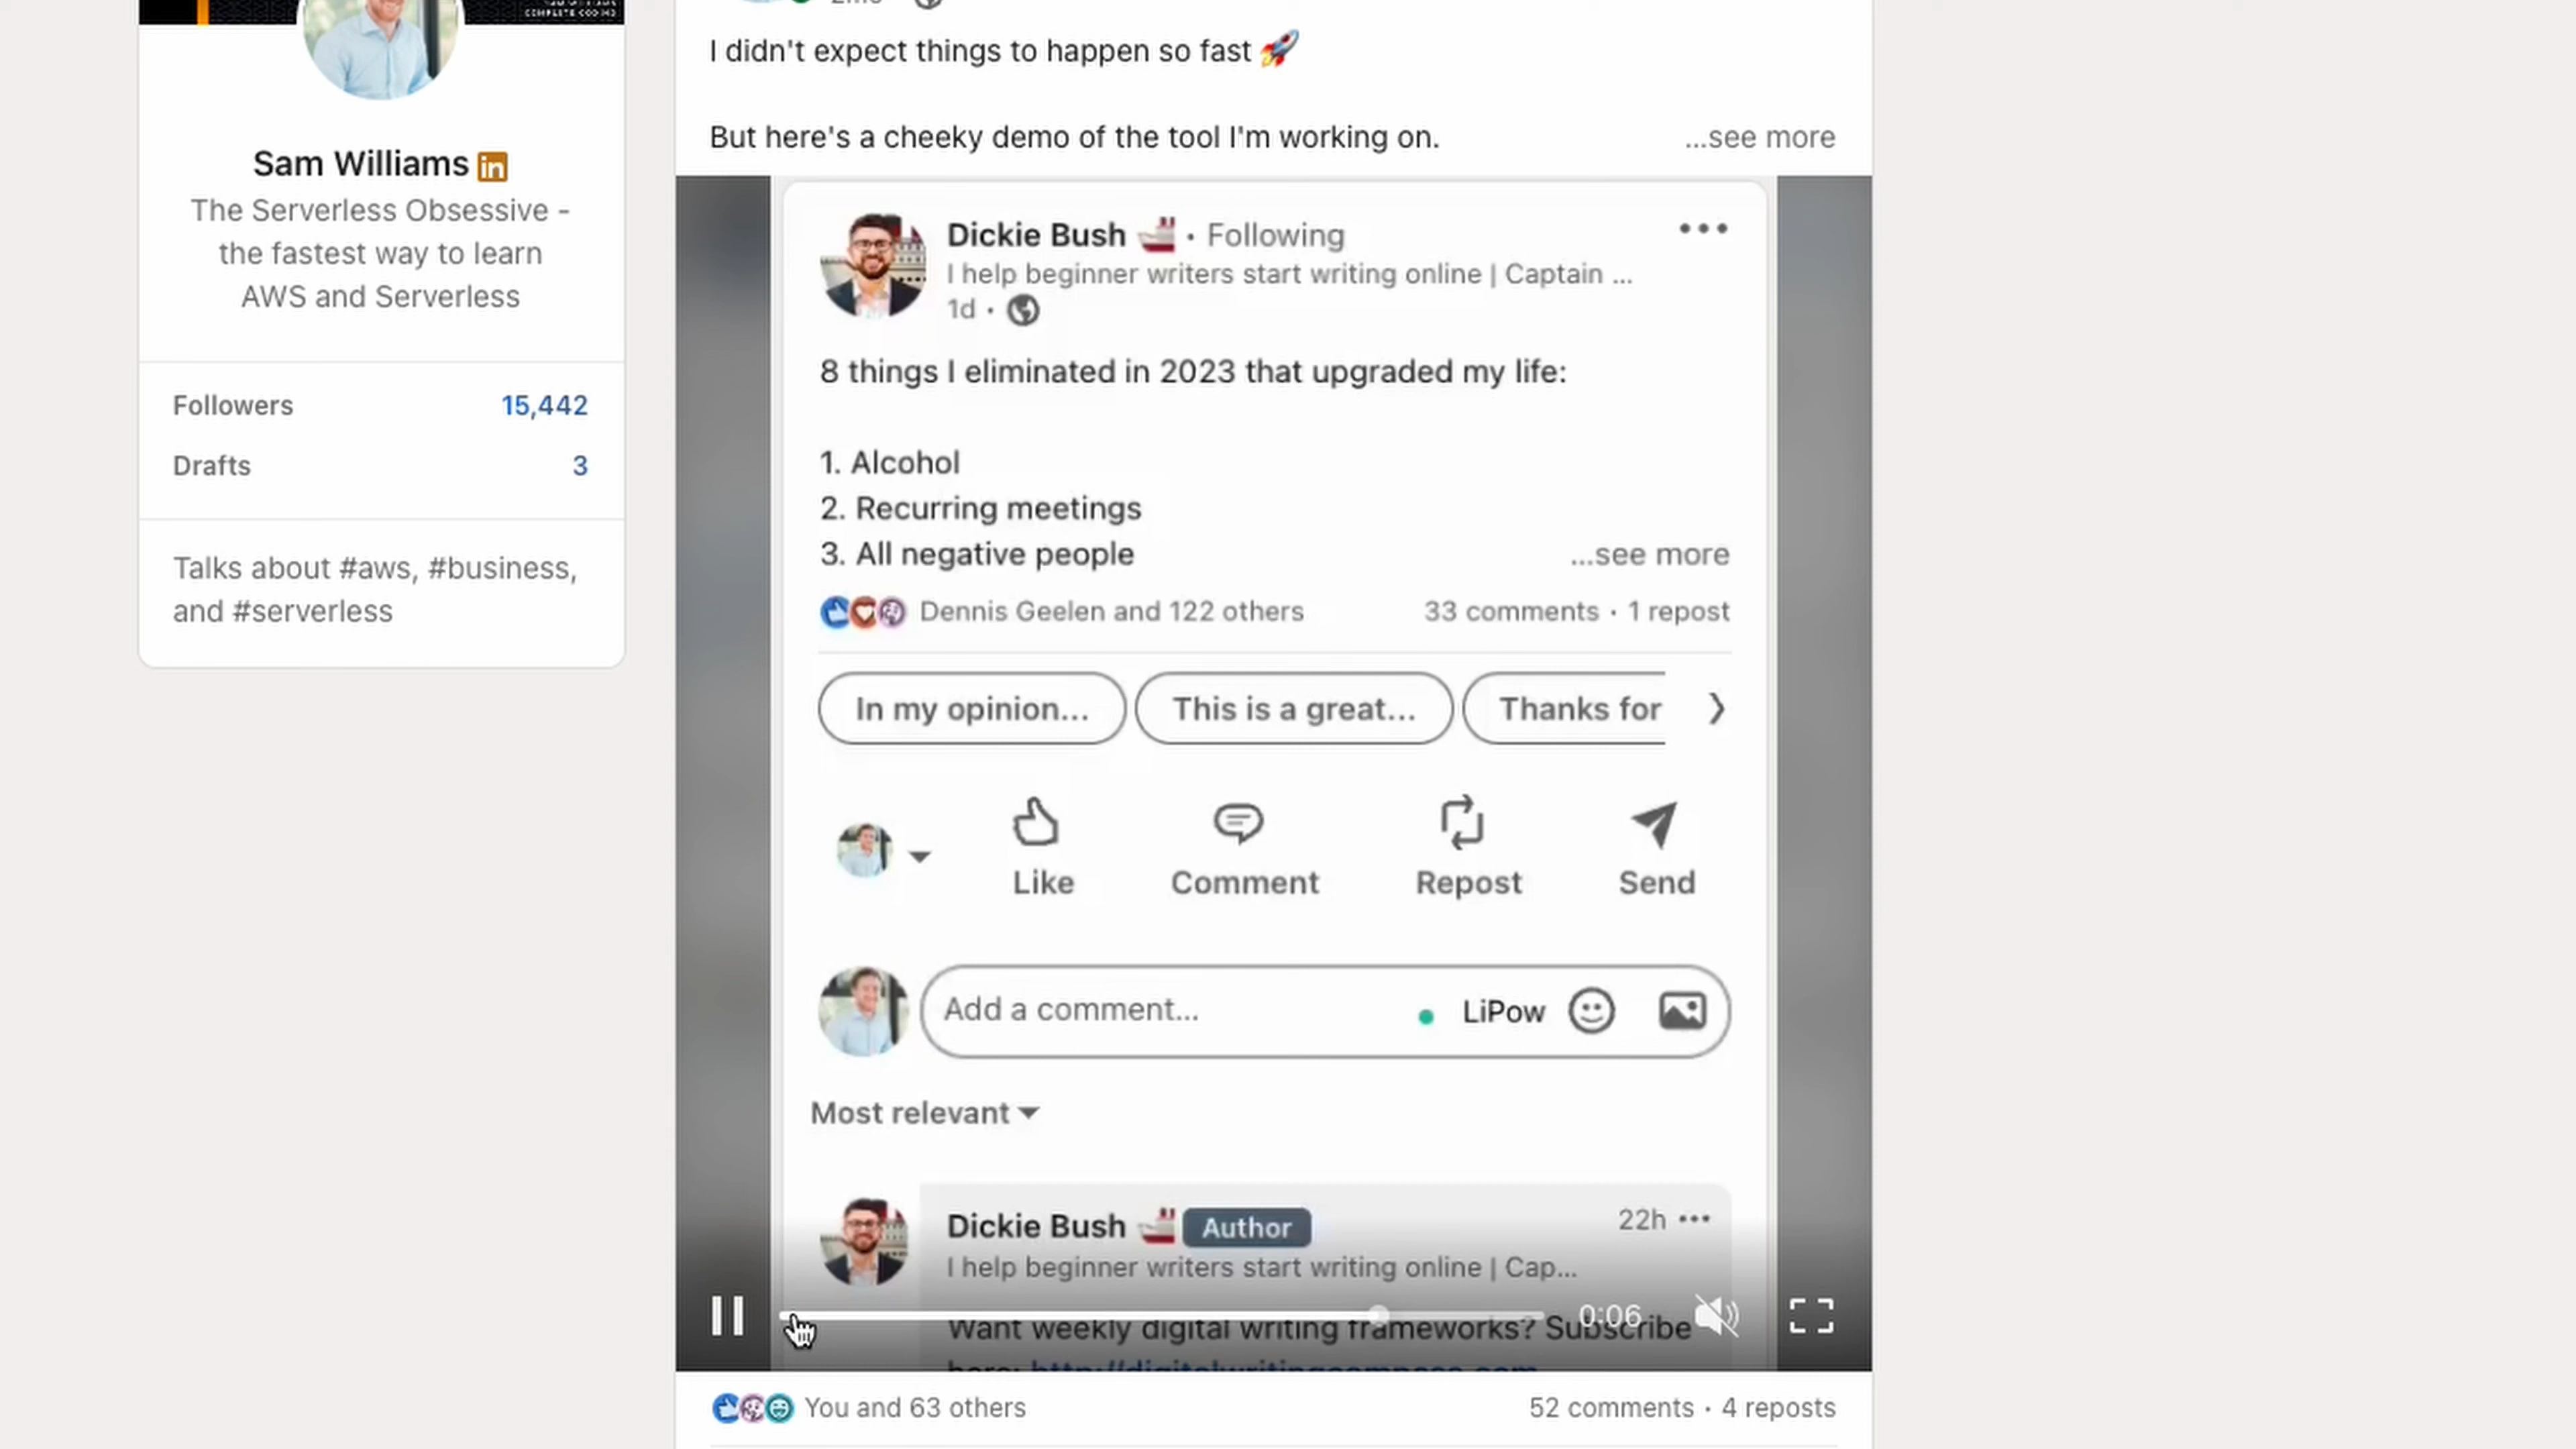 COMPLETE CODING
Sam Williams in
The Serverless Obsessive -
the fastest way to learn
AWS and Serverless
Followers 15,442
Drafts 3
Talks about #aws, #business,
and #serverless
I didn't expect things to happen so fast 🚀
But here's a cheeky demo of the tool I'm working on. ...see more
Dickie Bush 🚢 • Following
I help beginner writers start writing online | Captain ...
1d •
8 things I eliminated in 2023 that upgraded my life:
1. Alcohol
2. Recurring meetings
3. All negative people ...see more
Dennis Geelen and 122 others 33 comments • 1 repost
In my opinion... This is a great... Thanks for
Like Comment Repost Send
Add a comment... LiPow
Most relevant
Dickie Bush 🚢 Author 22h
I help beginner writers start writing online | Cap...
0:06
Want weekly digital writing frameworks? Subscribe
here: http://digitalwritingcompass.com
You and 63 others 52 comments • 4 reposts